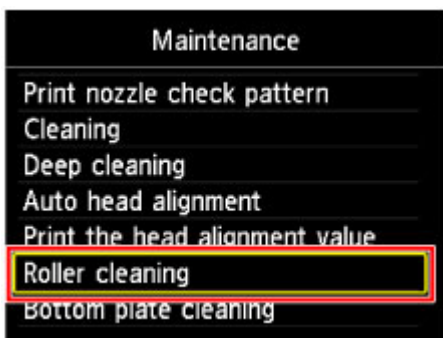 Maintenance
Print nozzle check pattern
Cleaning
Deep cleaning
Auto head alignment
Print the head alignment value
Roller cleaning
Bottom plate cleaning